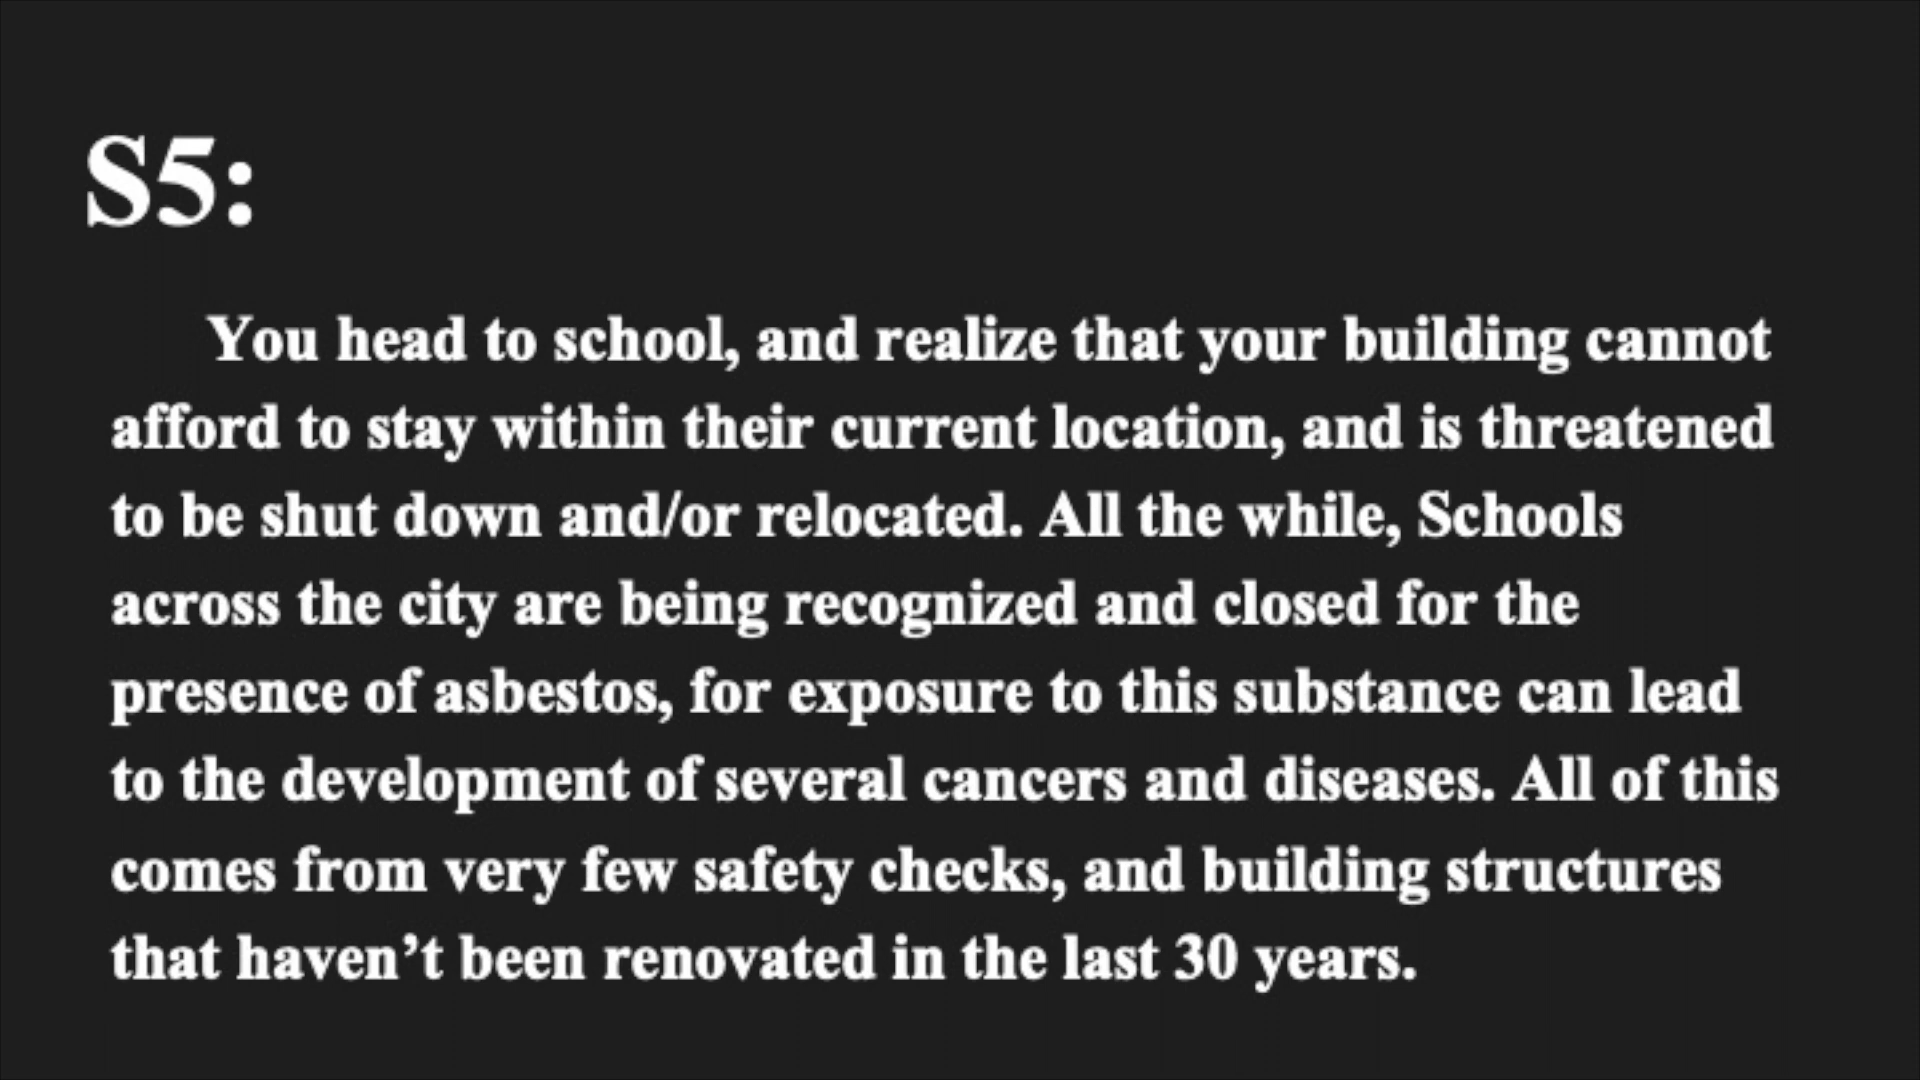 S5:
You head to school, and realize that your building cannot
afford to stay within their current location, and is threatened
to be shut down and/or relocated. All the while, Schools
across the city are being recognized and closed for the
presence of asbestos, for exposure to this substance can lead
to the development of several cancers and diseases. All of this
comes from very few safety checks, and building structures
that haven’t been renovated in the last 30 years.